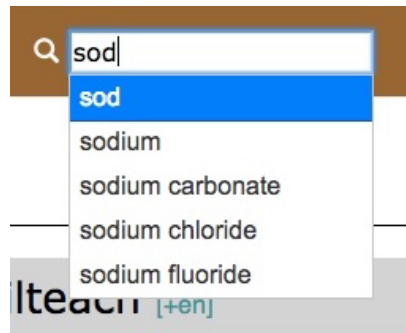 sod
sod
sodium
sodium carbonate
sodium chloride
sodium fluoride
[+en]